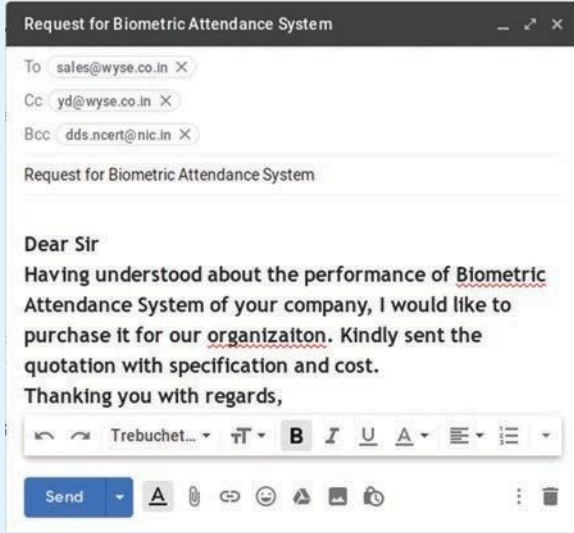 Request for Biometric Attendance System
To sales@wyse.co.in
Cc yd@wyse.co.in
Bcc dds.ncert@nic.in
Request for Biometric Attendance System
Dear Sir
Having understood about the performance of Biometric
Attendance System of your company, I would like to
purchase it for our organizaiton. Kindly sent the
quotation with specification and cost.
Thanking you with regards,
Trebuchet... B I U A
Send A